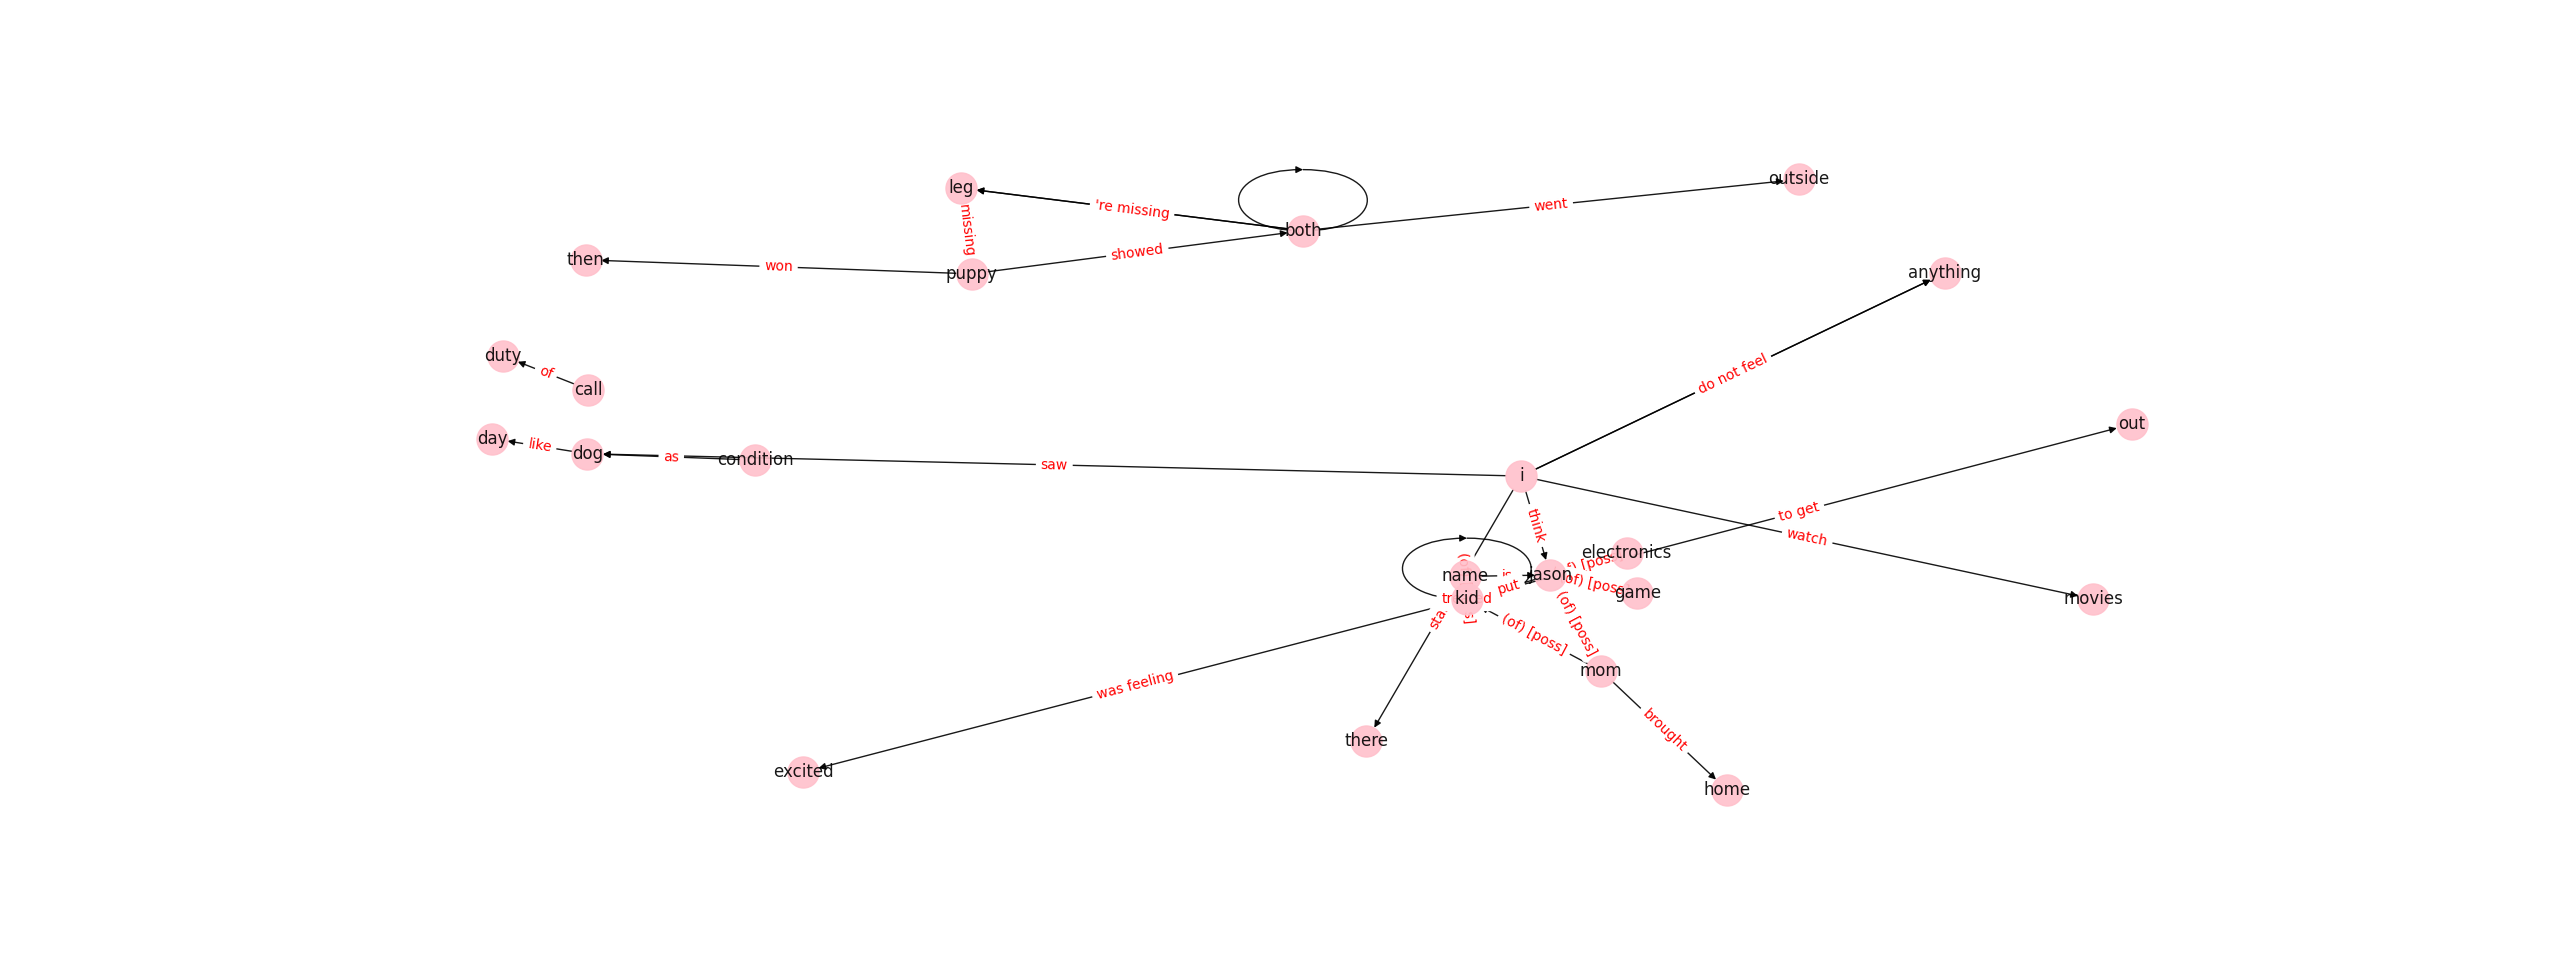 outside
leg
're missing
went
missing
both
showed
then
won
puppy
anything
duty
of
call
do not feel
out
day
like
dog
as
condition
saw
i
to get
think
watch
electronics
name
is
jason
put
(of) [poss]
game
kid
movies
(of) [poss]
(of) [poss]
mom
was feeling
brought
there
excited
home